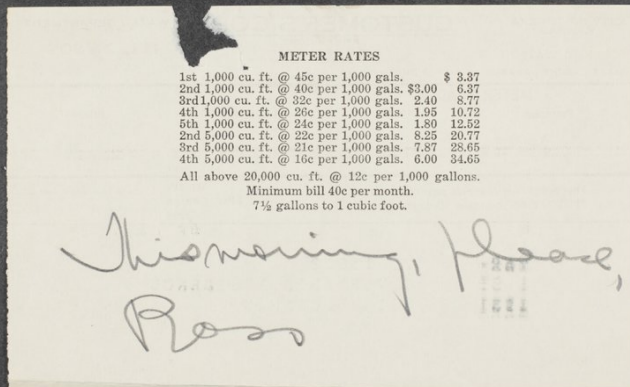 METER RATES
1st 1,000 cu. ft. @ 45c per 1,000 gals. $ 3.37
2nd 1,000 cu. ft. @ 40c per 1,000 gals. $3.00 6.37
3rd 1,000 cu. ft. @ 32c per 1,000 gals. 2.40 8.77
4th 1,000 cu. ft. @ 26c per 1,000 gals. 1.95 10.72
5th 1,000 cu. ft. @ 24c per 1,000 gals. 1.80 12.52
2nd 5,000 cu. ft. @ 22c per 1,000 gals. 8.25 20.77
3rd 5,000 cu. ft. @ 21c per 1,000 gals. 7.87 28.65
4th 5,000 cu. ft. @ 16c per 1,000 gals. 6.00 34.65
All above 20,000 cu. ft. @ 12c per 1,000 gallons.
Minimum bill 40c per month.
7½ gallons to 1 cubic foot.
This morning, please,
Ross